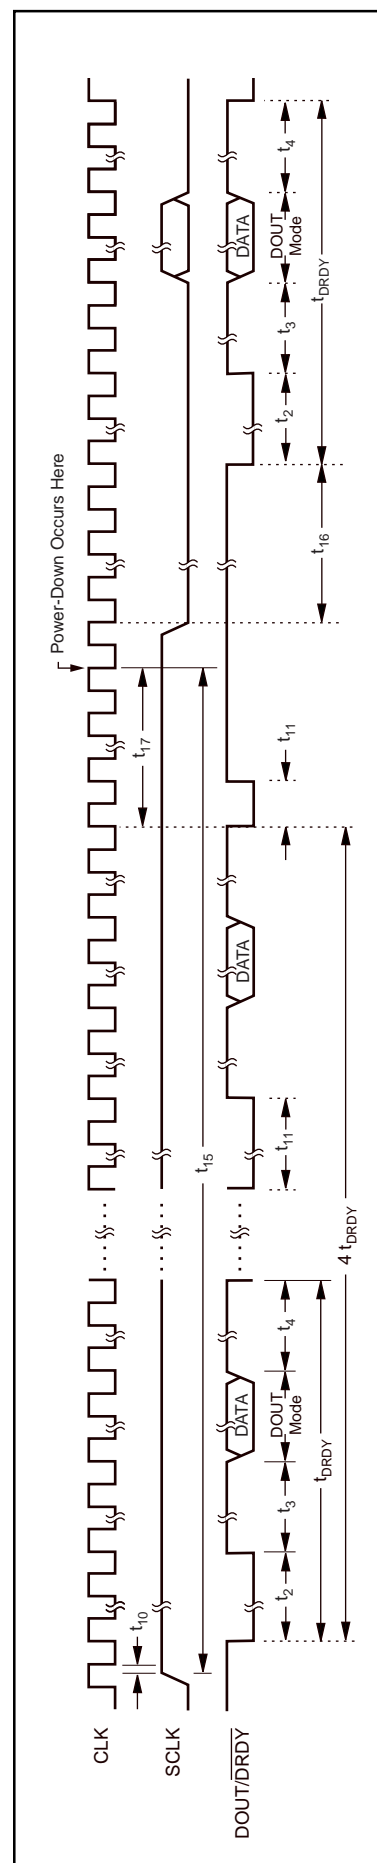 Power-Down Occurs Here
CLK
t10
t17
SCLK
t15
DOUT/DRDY
DATA
DATA
DATA
t2
t3
DOUT
Mode
t4
t11
t11
t16
t2
t3
DOUT
Mode
t4
tDRDY
tDRDY
4 tDRDY